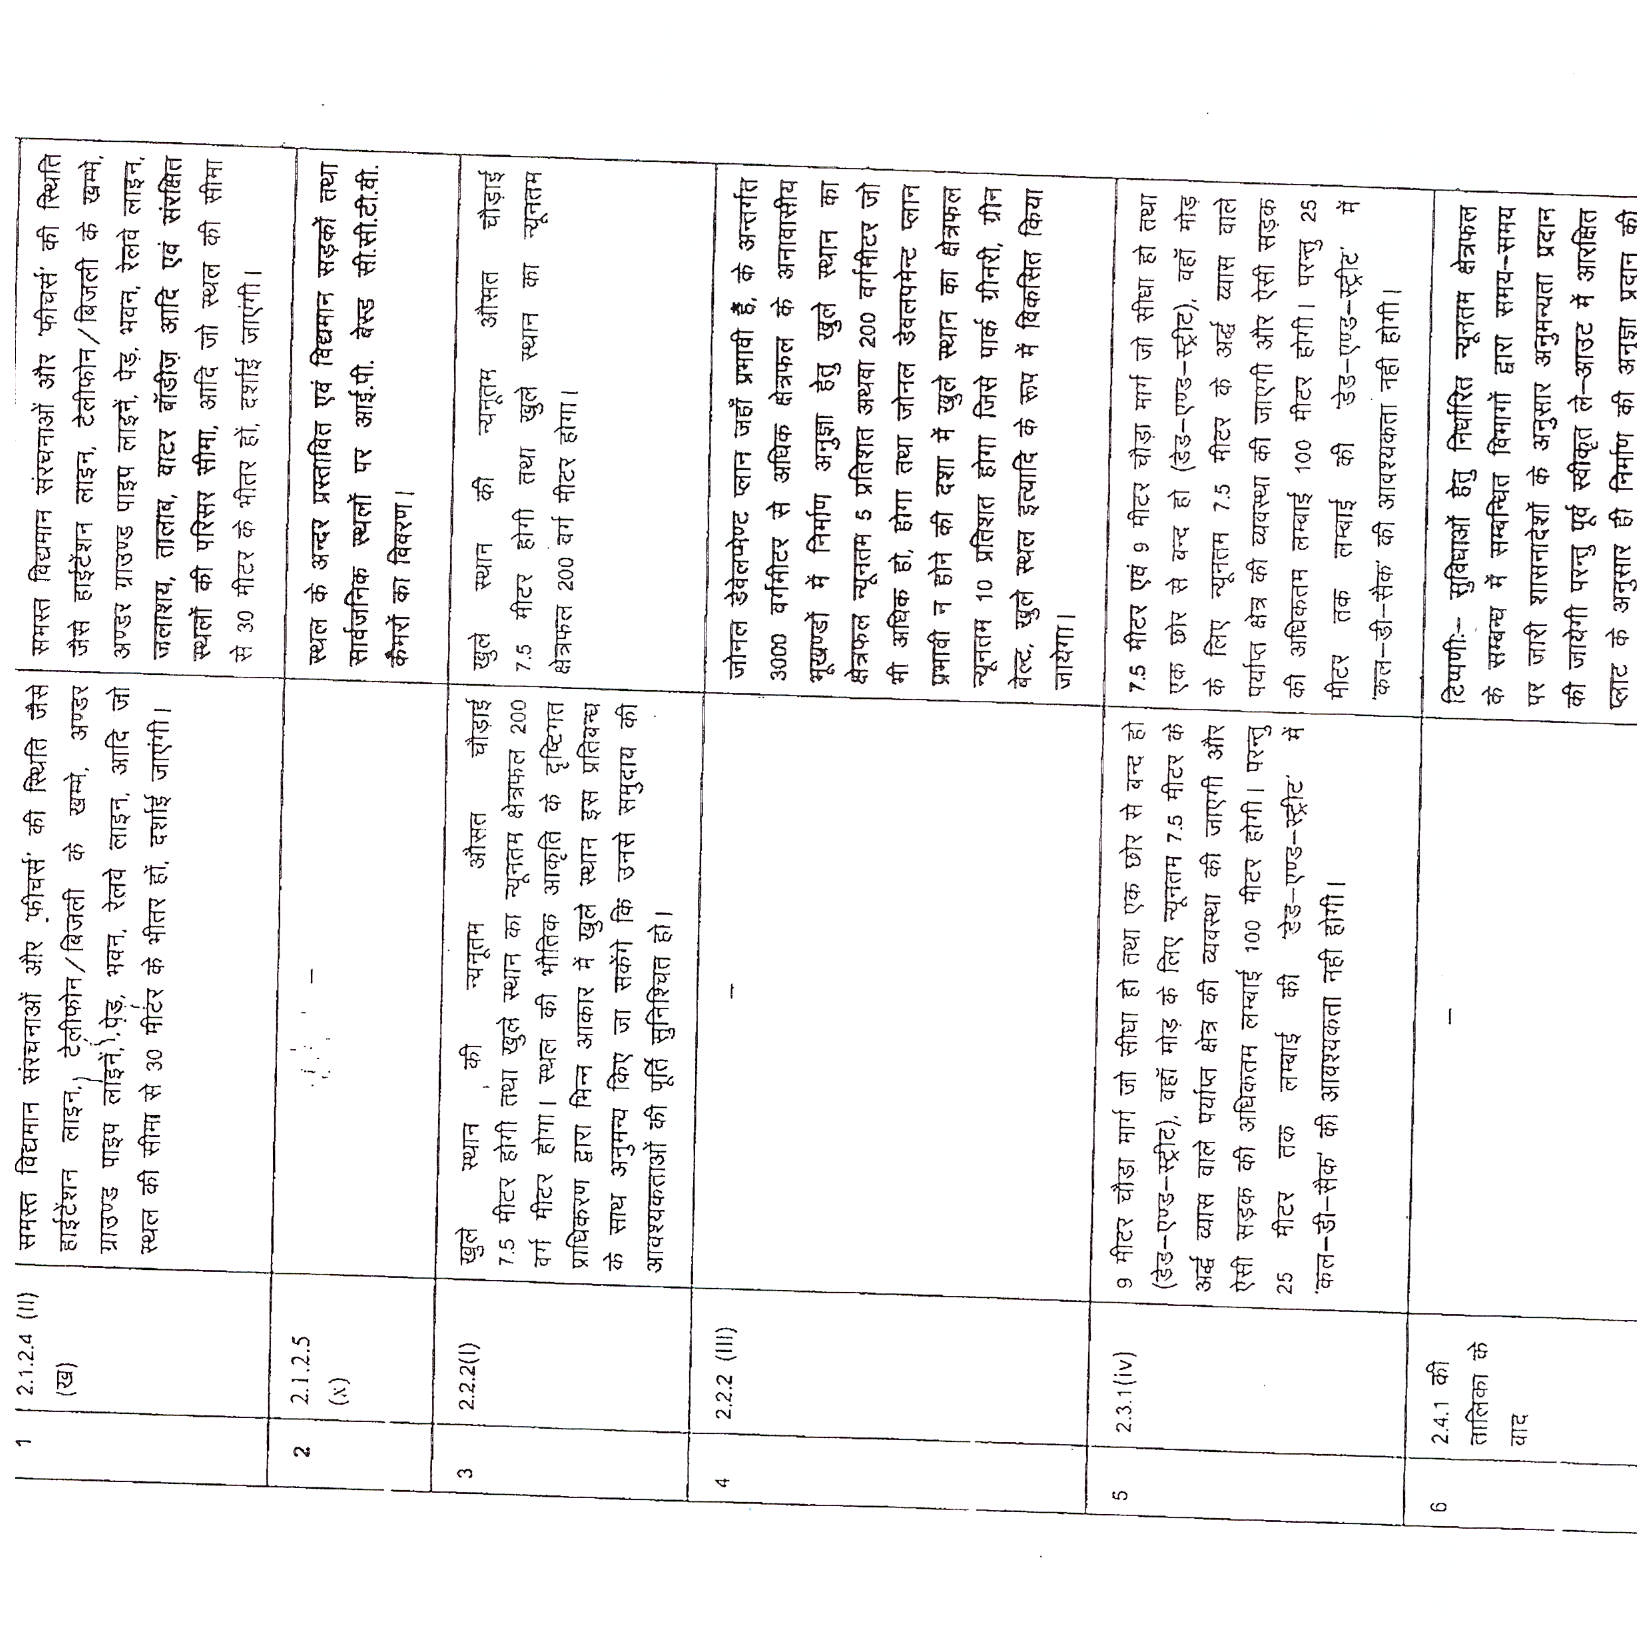 1
2.1.2.4 (II)
(ख)
समस्त विद्यमान संरचनाओं और 'फीचर्स' की स्थिति जैसे
हाईटेंशन लाइन, टेलीफोन/बिजली के खम्भे, अण्डर
ग्राउण्ड पाइप लाइनें, पेड़, भवन, रेलवे लाइन, आदि जो
स्थल की सीमा से 30 मीटर के भीतर हों, दर्शाई जाएंगी।
समस्त विद्यमान संरचनाओं और 'फीचर्स' की स्थिति
जैसे हाईटेंशन लाइन, टेलीफोन/बिजली के खम्भे,
अण्डर ग्राउण्ड पाइप लाइनें, पेड़, भवन, रेलवे लाइन,
जलाशय, तालाब, वाटर बॉडीज़ आदि एवं संरक्षित
स्थलों की परिसर सीमा, आदि जो स्थल की सीमा
से 30 मीटर के भीतर हों, दर्शाई जाएंगी।
2
2.1.2.5
(x)
–
स्थल के अन्दर प्रस्तावित एवं विद्यमान सड़कों तथा
सार्वजनिक स्थलों पर आई.पी. बेस्ड सी.सी.टी.वी.
कैमरों का विवरण।
3
2.2.2(I)
खुले स्थान की न्यनूतम औसत चौड़ाई
7.5 मीटर होगी तथा खुले स्थान का न्यूनतम क्षेत्रफल 200
वर्ग मीटर होगा। स्थल की भौतिक आकृति के दृष्टिगत
प्राधिकरण द्वारा भिन्न आकार में खुले स्थान इस प्रतिबन्ध
के साथ अनुमन्य किए जा सकेंगे कि उनसे समुदाय की
आवश्यकताओं की पूर्ति सुनिश्चित हो।
खुले स्थान की न्यनूतम औसत चौड़ाई
7.5 मीटर होगी तथा खुले स्थान का न्यूनतम
क्षेत्रफल 200 वर्ग मीटर होगा।
4
2.2.2 (III)
–
जोनल डेवेलपमेण्ट प्लान जहाँ प्रभावी हैं, के अन्तर्गत
3000 वर्गमीटर से अधिक क्षेत्रफल के अनावासीय
भूखण्डों में निर्माण अनुज्ञा हेतु खुले स्थान का
क्षेत्रफल न्यूनतम 5 प्रतिशत अथवा 200 वर्गमीटर जो
भी अधिक हो, होगा तथा जोनल डेवलपमेन्ट प्लान
प्रभावी न होने की दशा में खुले स्थान का क्षेत्रफल
न्यूनतम 10 प्रतिशत होगा जिसे पार्क ग्रीनरी, ग्रीन
बेल्ट, खुले स्थल इत्यादि के रूप में विकसित किया
जायेगा।
5
2.3.1(iv)
9 मीटर चौड़ा मार्ग जो सीधा हो तथा एक छोर से बन्द हो
(डेड-एण्ड-स्ट्रीट), वहाँ मोड़ के लिए न्यूनतम 7.5 मीटर के
अर्द्ध व्यास वाले पर्याप्त क्षेत्र की व्यवस्था की जाएगी और
ऐसी सड़क की अधिकतम लम्बाई 100 मीटर होगी। परन्तु
25 मीटर तक लम्बाई की 'डेड-एण्ड-स्ट्रीट' में
'कल-डी-सैक' की आवश्यकता नही होगी।
7.5 मीटर एवं 9 मीटर चौड़ा मार्ग जो सीधा हो तथा
एक छोर से बन्द हो (डेड-एण्ड-स्ट्रीट), वहाँ मोड़
के लिए न्यूनतम 7.5 मीटर के अर्द्ध व्यास वाले
पर्याप्त क्षेत्र की व्यवस्था की जाएगी और ऐसी सड़क
की अधिकतम लम्बाई 100 मीटर होगी। परन्तु 25
मीटर तक लम्बाई की 'डेड-एण्ड-स्ट्रीट' में
'कल-डी-सैक' की आवश्यकता नही होगी।
6
2.4.1 की
तालिका के
बाद
–
टिप्पणीः– सुविधाओं हेतु निर्धारित न्यूनतम क्षेत्रफल
के सम्बन्ध में सम्बन्धित विभागों द्वारा समय-समय
पर जारी शासनादेशों के अनुसार अनुमन्यता प्रदान
की जायेगी परन्तु पूर्व स्वीकृत ले-आउट में आरक्षित
प्लाट के अनुसार ही निर्माण की अनुज्ञा प्रदान की